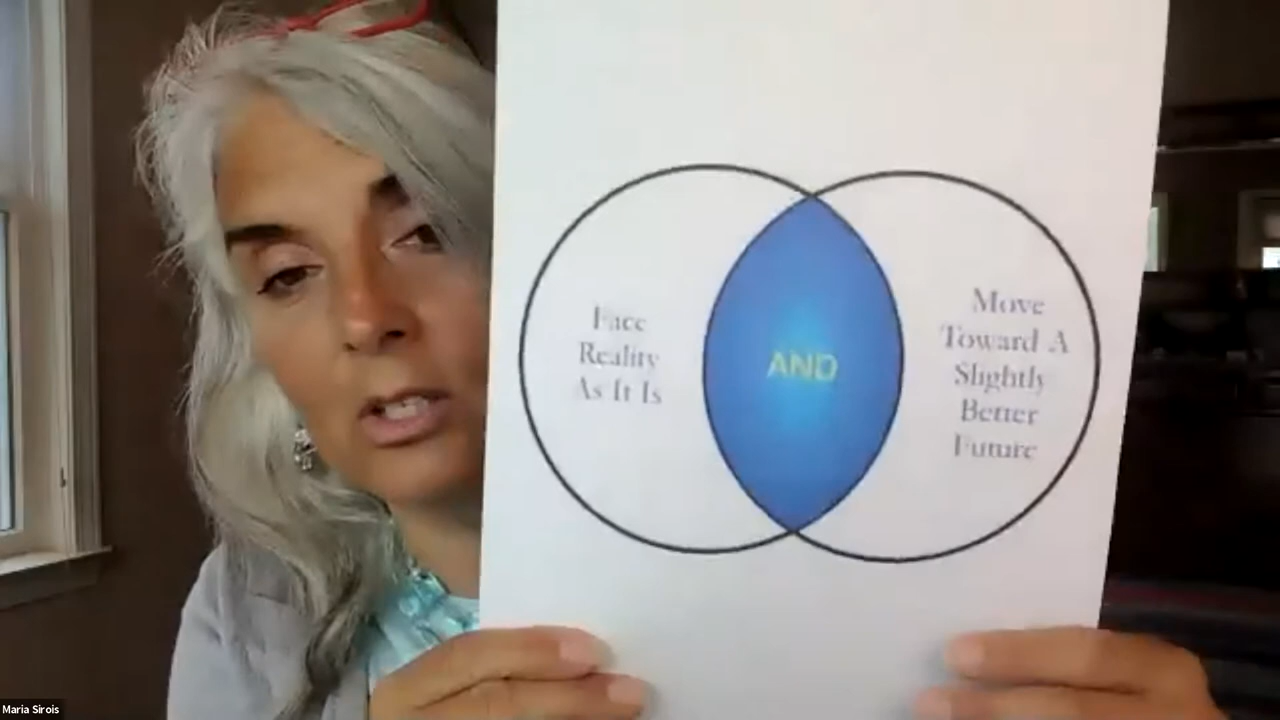 Face
Reality
As It Is
AND
Move
Toward A
Slightly
Better
Future
Maria Sirois